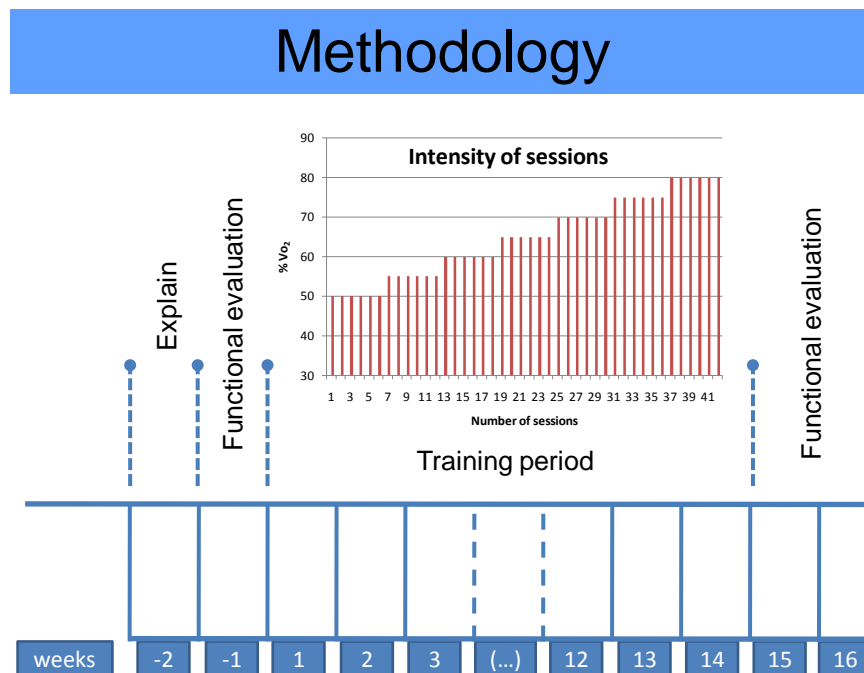 Methodology
Intensity of sessions
90
80
70
60
50
40
30
% Vo₂
1 3 5 7 9 11 13 15 17 19 21 23 25 27 29 31 33 35 37 39 41
Number of sessions
Explain
Functional evaluation
Training period
Functional evaluation
weeks -2 -1 1 2 3 (...) 12 13 14 15 16